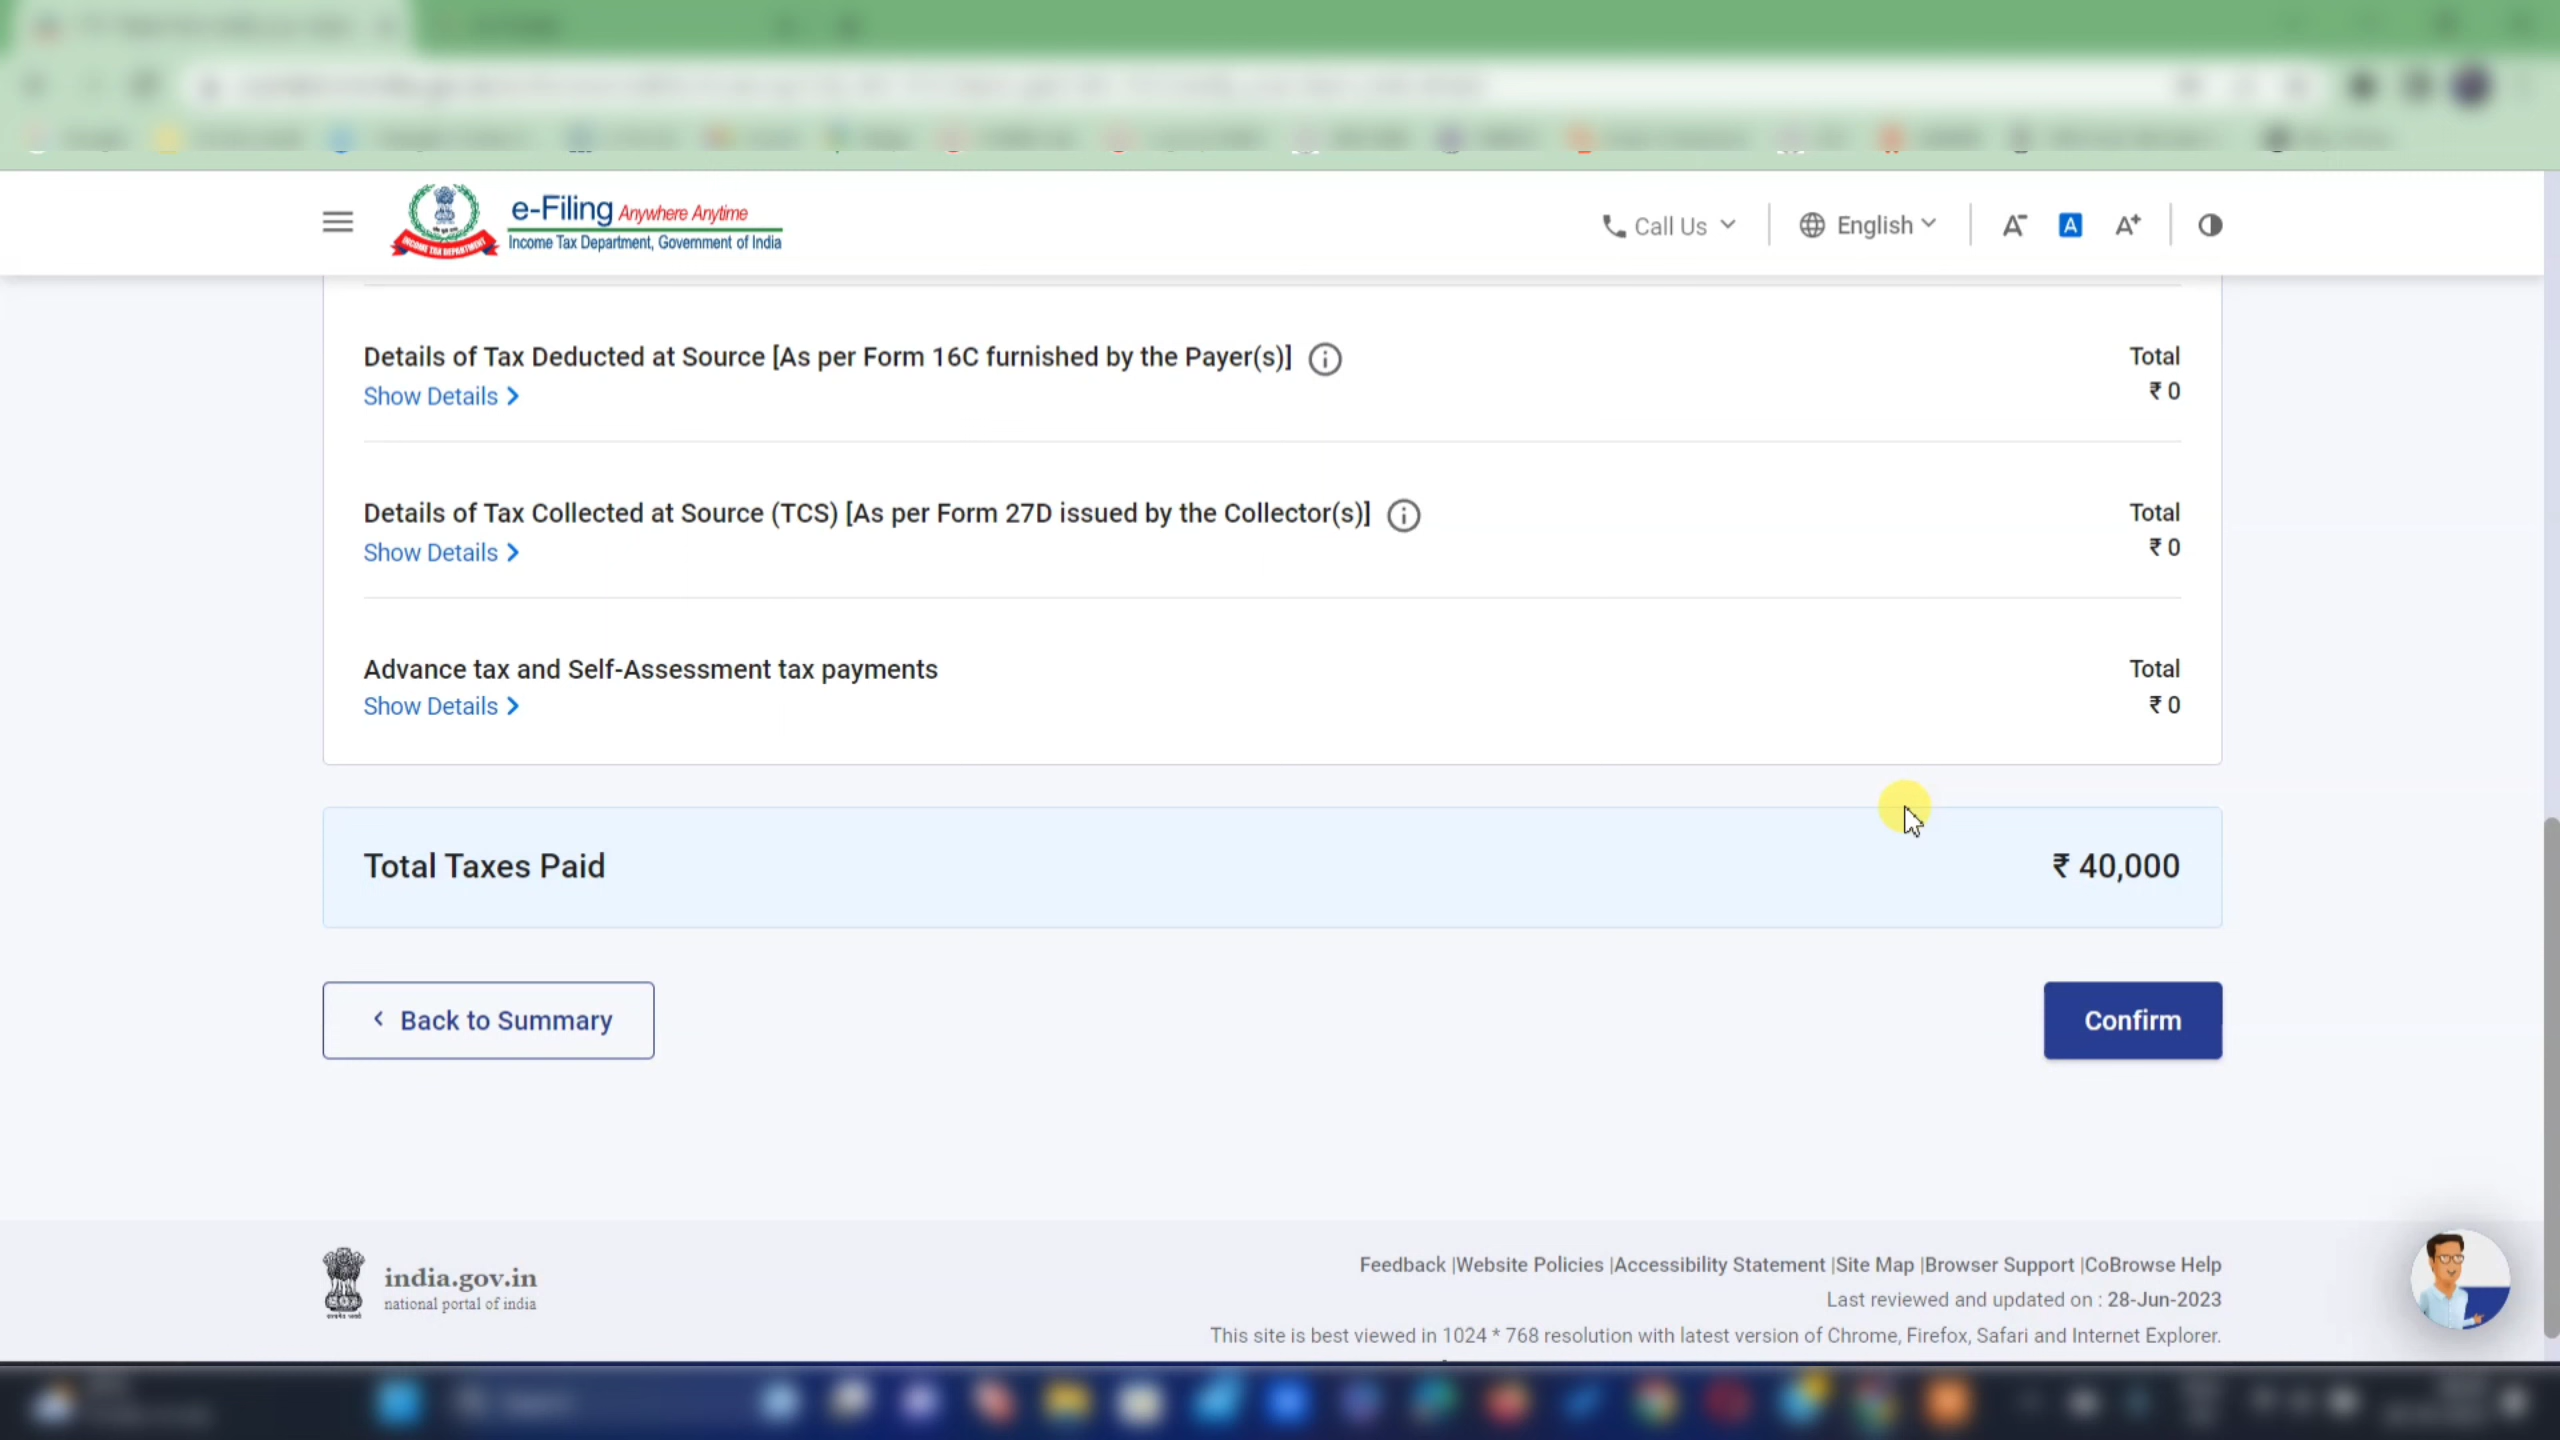 e-Filing Anywhere Anytime
Income Tax Department, Government of India
INCOME TAX DEPARTMENT
Call Us
English
A-
A
A+
Details of Tax Deducted at Source [As per Form 16C furnished by the Payer(s)]
Total
Show Details
₹ 0
Details of Tax Collected at Source (TCS) [As per Form 27D issued by the Collector(s)]
Total
Show Details
₹ 0
Advance tax and Self-Assessment tax payments
Total
Show Details
₹ 0
Total Taxes Paid
₹ 40,000
Back to Summary
Confirm
india.gov.in
national portal of india
Feedback |Website Policies |Accessibility Statement |Site Map |Browser Support |CoBrowse Help
Last reviewed and updated on : 28-Jun-2023
This site is best viewed in 1024 * 768 resolution with latest version of Chrome, Firefox, Safari and Internet Explorer.